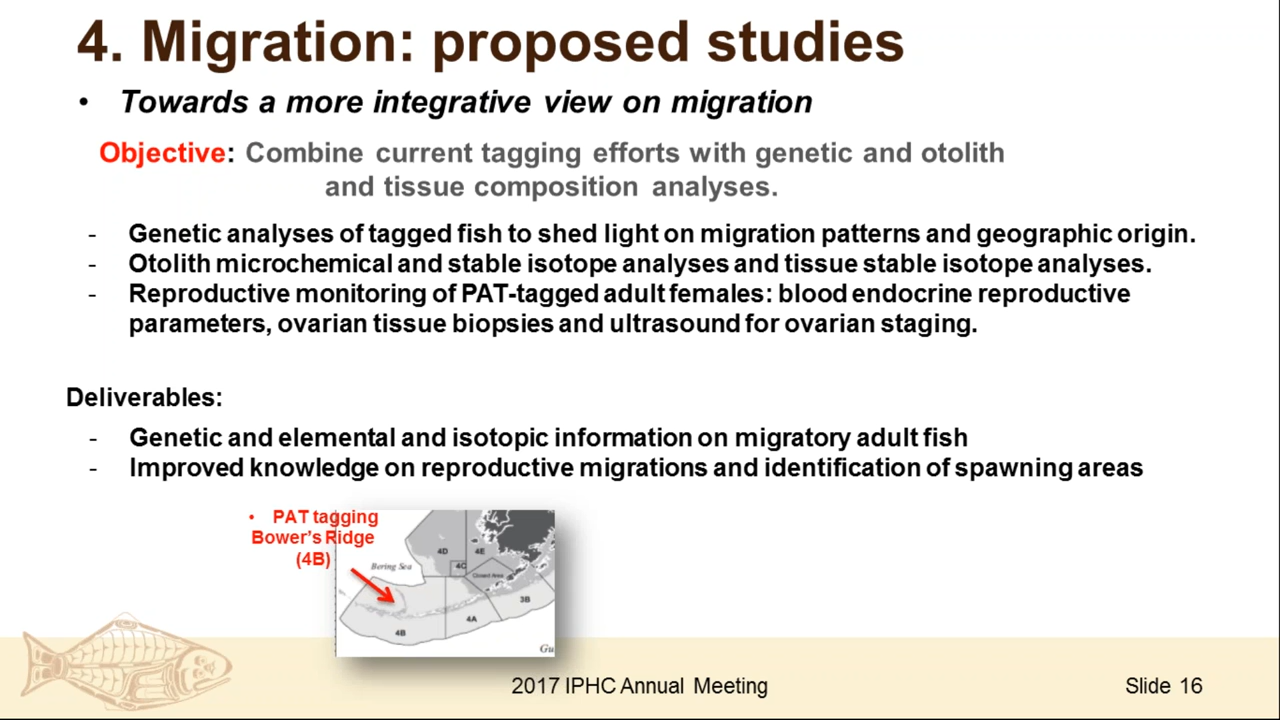 4. Migration: proposed studies
• Towards a more integrative view on migration
Objective: Combine current tagging efforts with genetic and otolith
and tissue composition analyses.
- Genetic analyses of tagged fish to shed light on migration patterns and geographic origin.
- Otolith microchemical and stable isotope analyses and tissue stable isotope analyses.
- Reproductive monitoring of PAT-tagged adult females: blood endocrine reproductive
parameters, ovarian tissue biopsies and ultrasound for ovarian staging.
Deliverables:
- Genetic and elemental and isotopic information on migratory adult fish
- Improved knowledge on reproductive migrations and identification of spawning areas
• PAT tagging
Bower's Ridge
(4B)
4D
4E
Bering Sea
4C
Closed Area
3B
4A
4B
Gu
2017 IPHC Annual Meeting
Slide 16